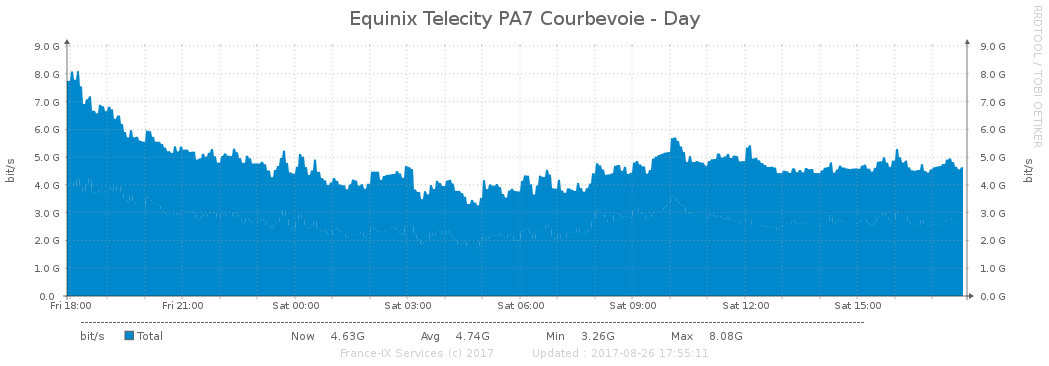 Equinix Telecity PA7 Courbevoie - Day
RRDTOOL / TOBI OETIKER
bit/s
9.0 G 9.0 G
8.0 G 8.0 G
7.0 G 7.0 G
6.0 G 6.0 G
5.0 G 5.0 G
4.0 G 4.0 G
3.0 G 3.0 G
2.0 G 2.0 G
1.0 G 1.0 G
0.0 0.0 G
bit/s
Fri 18:00 Fri 21:00 Sat 00:00 Sat 03:00 Sat 06:00 Sat 09:00 Sat 12:00 Sat 15:00
bit/s Total Now 4.63G Avg 4.74G Min 3.26G Max 8.08G
France-IX Services (c) 2017 Updated : 2017-08-26 17:55:11